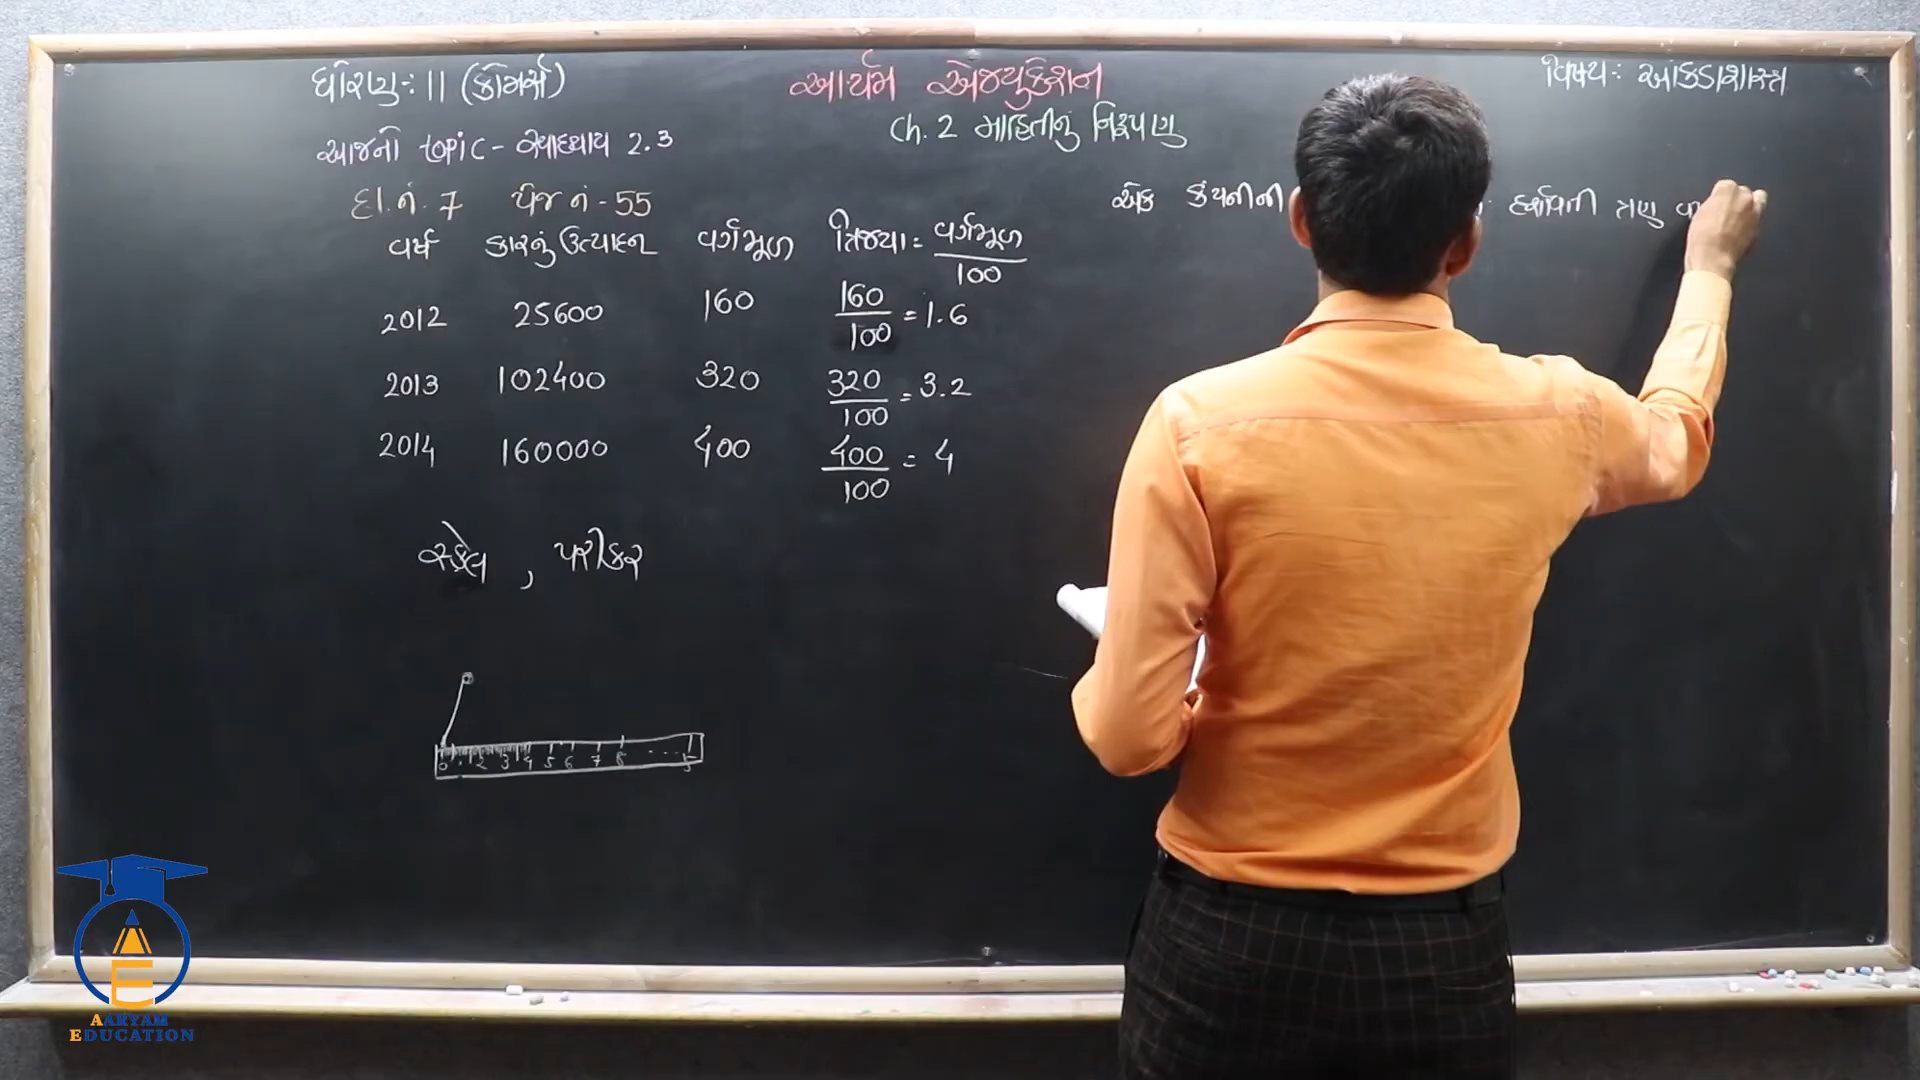 ધોરણ:- 11 (કોમર્સ)
આર્યમ એજ્યુકેશન
વિષય: આંકડાશાસ્ત્ર
Ch. 2 માહિતીનું નિરૂપણ
આજનો topic - સ્વાધ્યાય 2.3
દા.નં. 7 પેજ નં - 55
એક કંપનીની દર્શાવતી ત્રણ
વર્ષ કારનું ઉત્પાદન વર્ગમૂળ ત્રિજ્યા = વર્ગમૂળ / 100
2012 25600 160 160/100 = 1.6
2013 102400 320 320/100 = 3.2
2014 160000 400 400/100 = 4
સ્કેલ , પરીકર
0 2 3 4 5 6 7 8 ... 15
AARYAM
EDUCATION